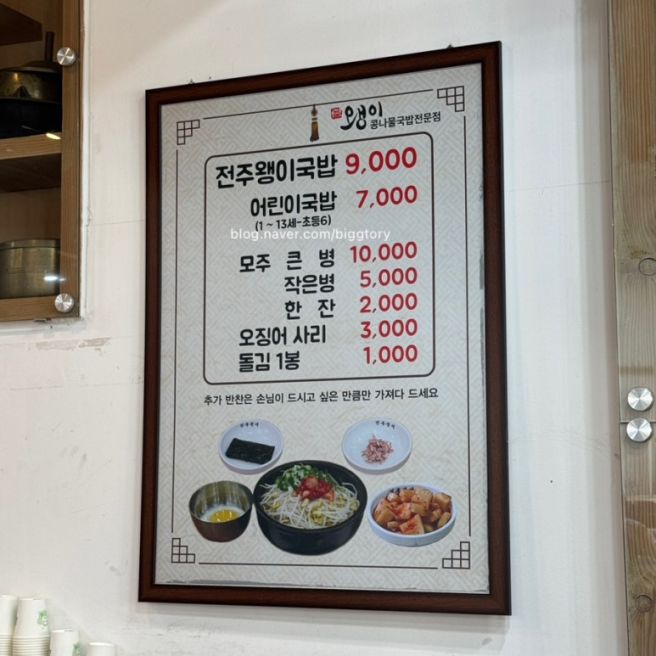 왱이
콩나물국밥전문점
전주왱이국밥 9,000
어린이국밥 7,000
(1 ~ 13세-초등6)
blog.naver.com/biggtory
모주 큰 병 10,000
작은병 5,000
한 잔 2,000
오징어 사리 3,000
돌김 1봉 1,000
추가 반찬은 손님이 드시고 싶은 만큼만 가져다 드세요